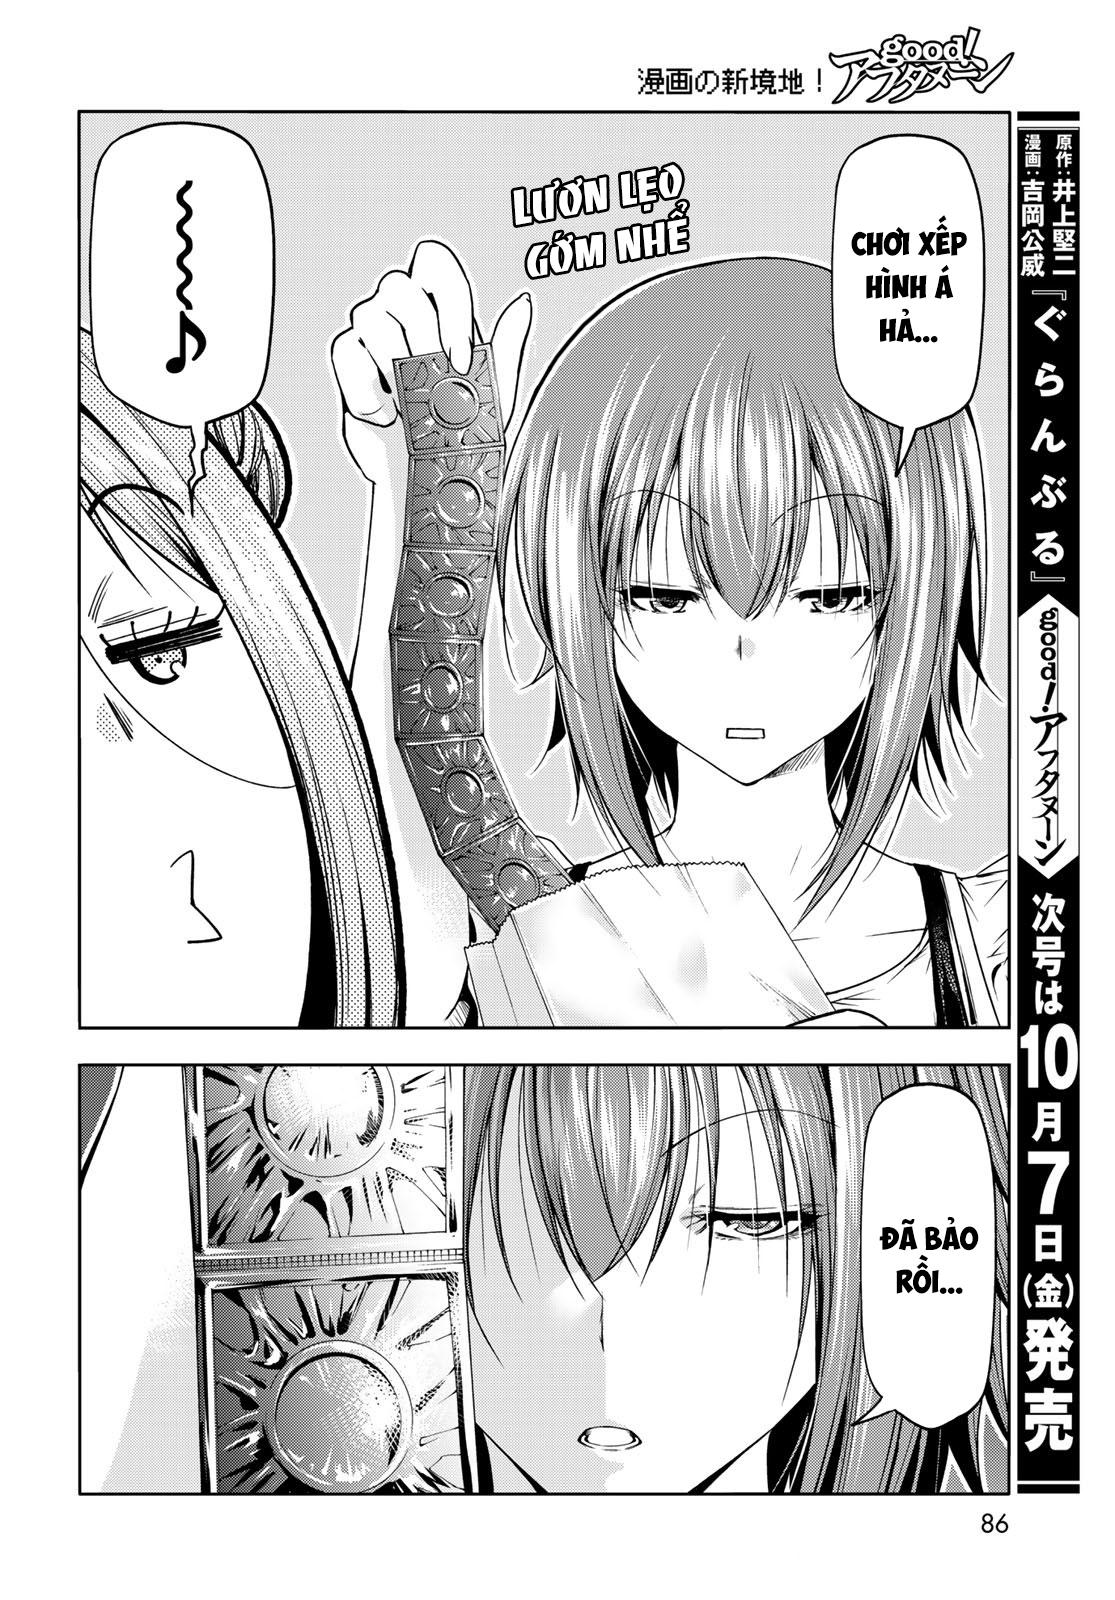 漫画の新境地!
good!
アフタヌーン
原作:井上堅二
漫画:吉岡公威
『ぐらんぶる』
good!アフタヌーン
次号は10月7日(金)発売
CHƠI XẾP
HÌNH Á
HẢ...
LƯƠN LẸO
GỚM NHỂ
ĐÃ BẢO
RỒI...
86